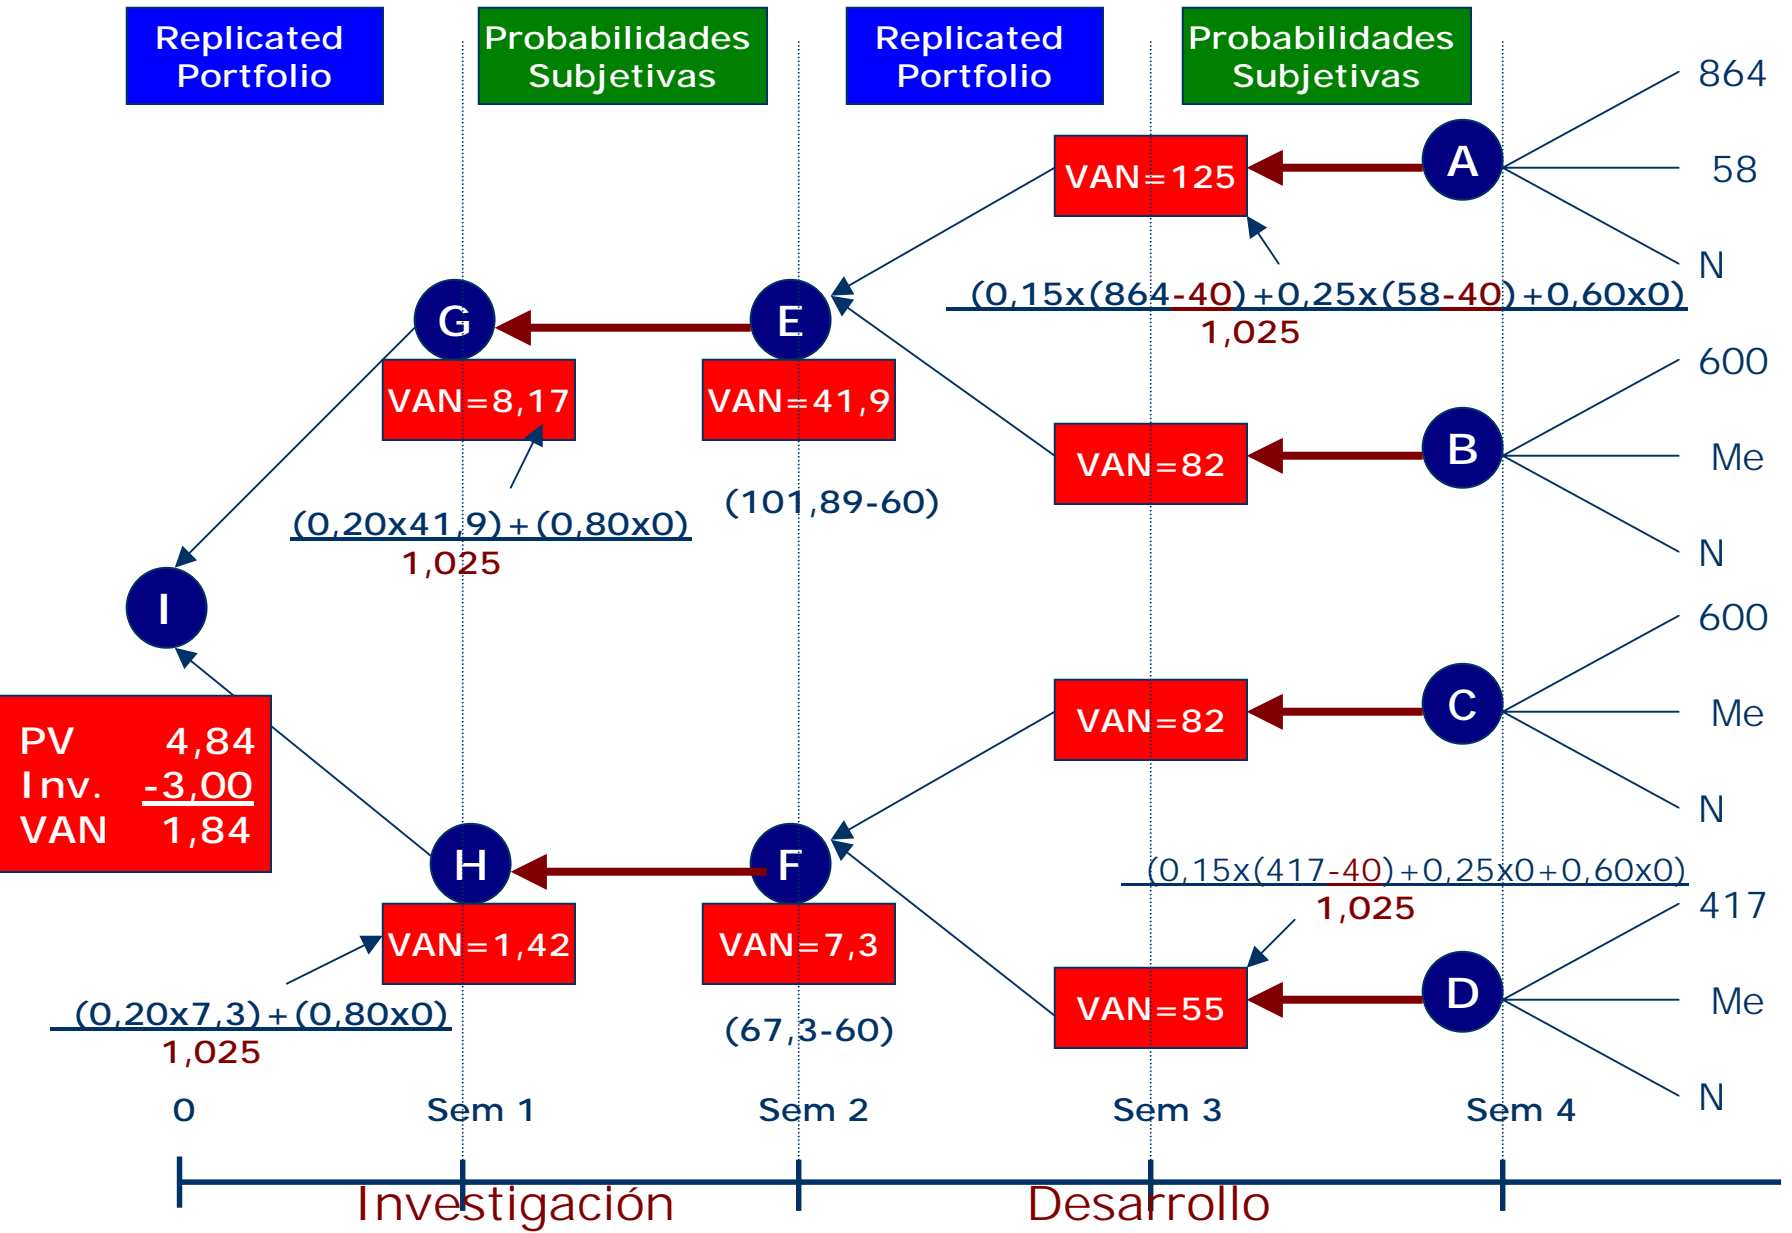 Replicated
Portfolio
Probabilidades
Subjetivas
Replicated
Portfolio
Probabilidades
Subjetivas
864
58
N
A
VAN=125
(0,15x(864-40)+0,25x(58-40)+0,60x0)
1,025
G
E
VAN=8,17
VAN=41,9
(101,89-60)
(0,20x41,9)+(0,80x0)
1,025
600
Me
N
B
VAN=82
I
PV 4,84
Inv. -3,00
VAN 1,84
600
Me
N
C
VAN=82
H
F
VAN=1,42
VAN=7,3
(67,3-60)
(0,20x7,3)+(0,80x0)
1,025
(0,15x(417-40)+0,25x0+0,60x0)
1,025
417
Me
N
D
VAN=55
0 Sem 1 Sem 2 Sem 3 Sem 4
Investigación Desarrollo